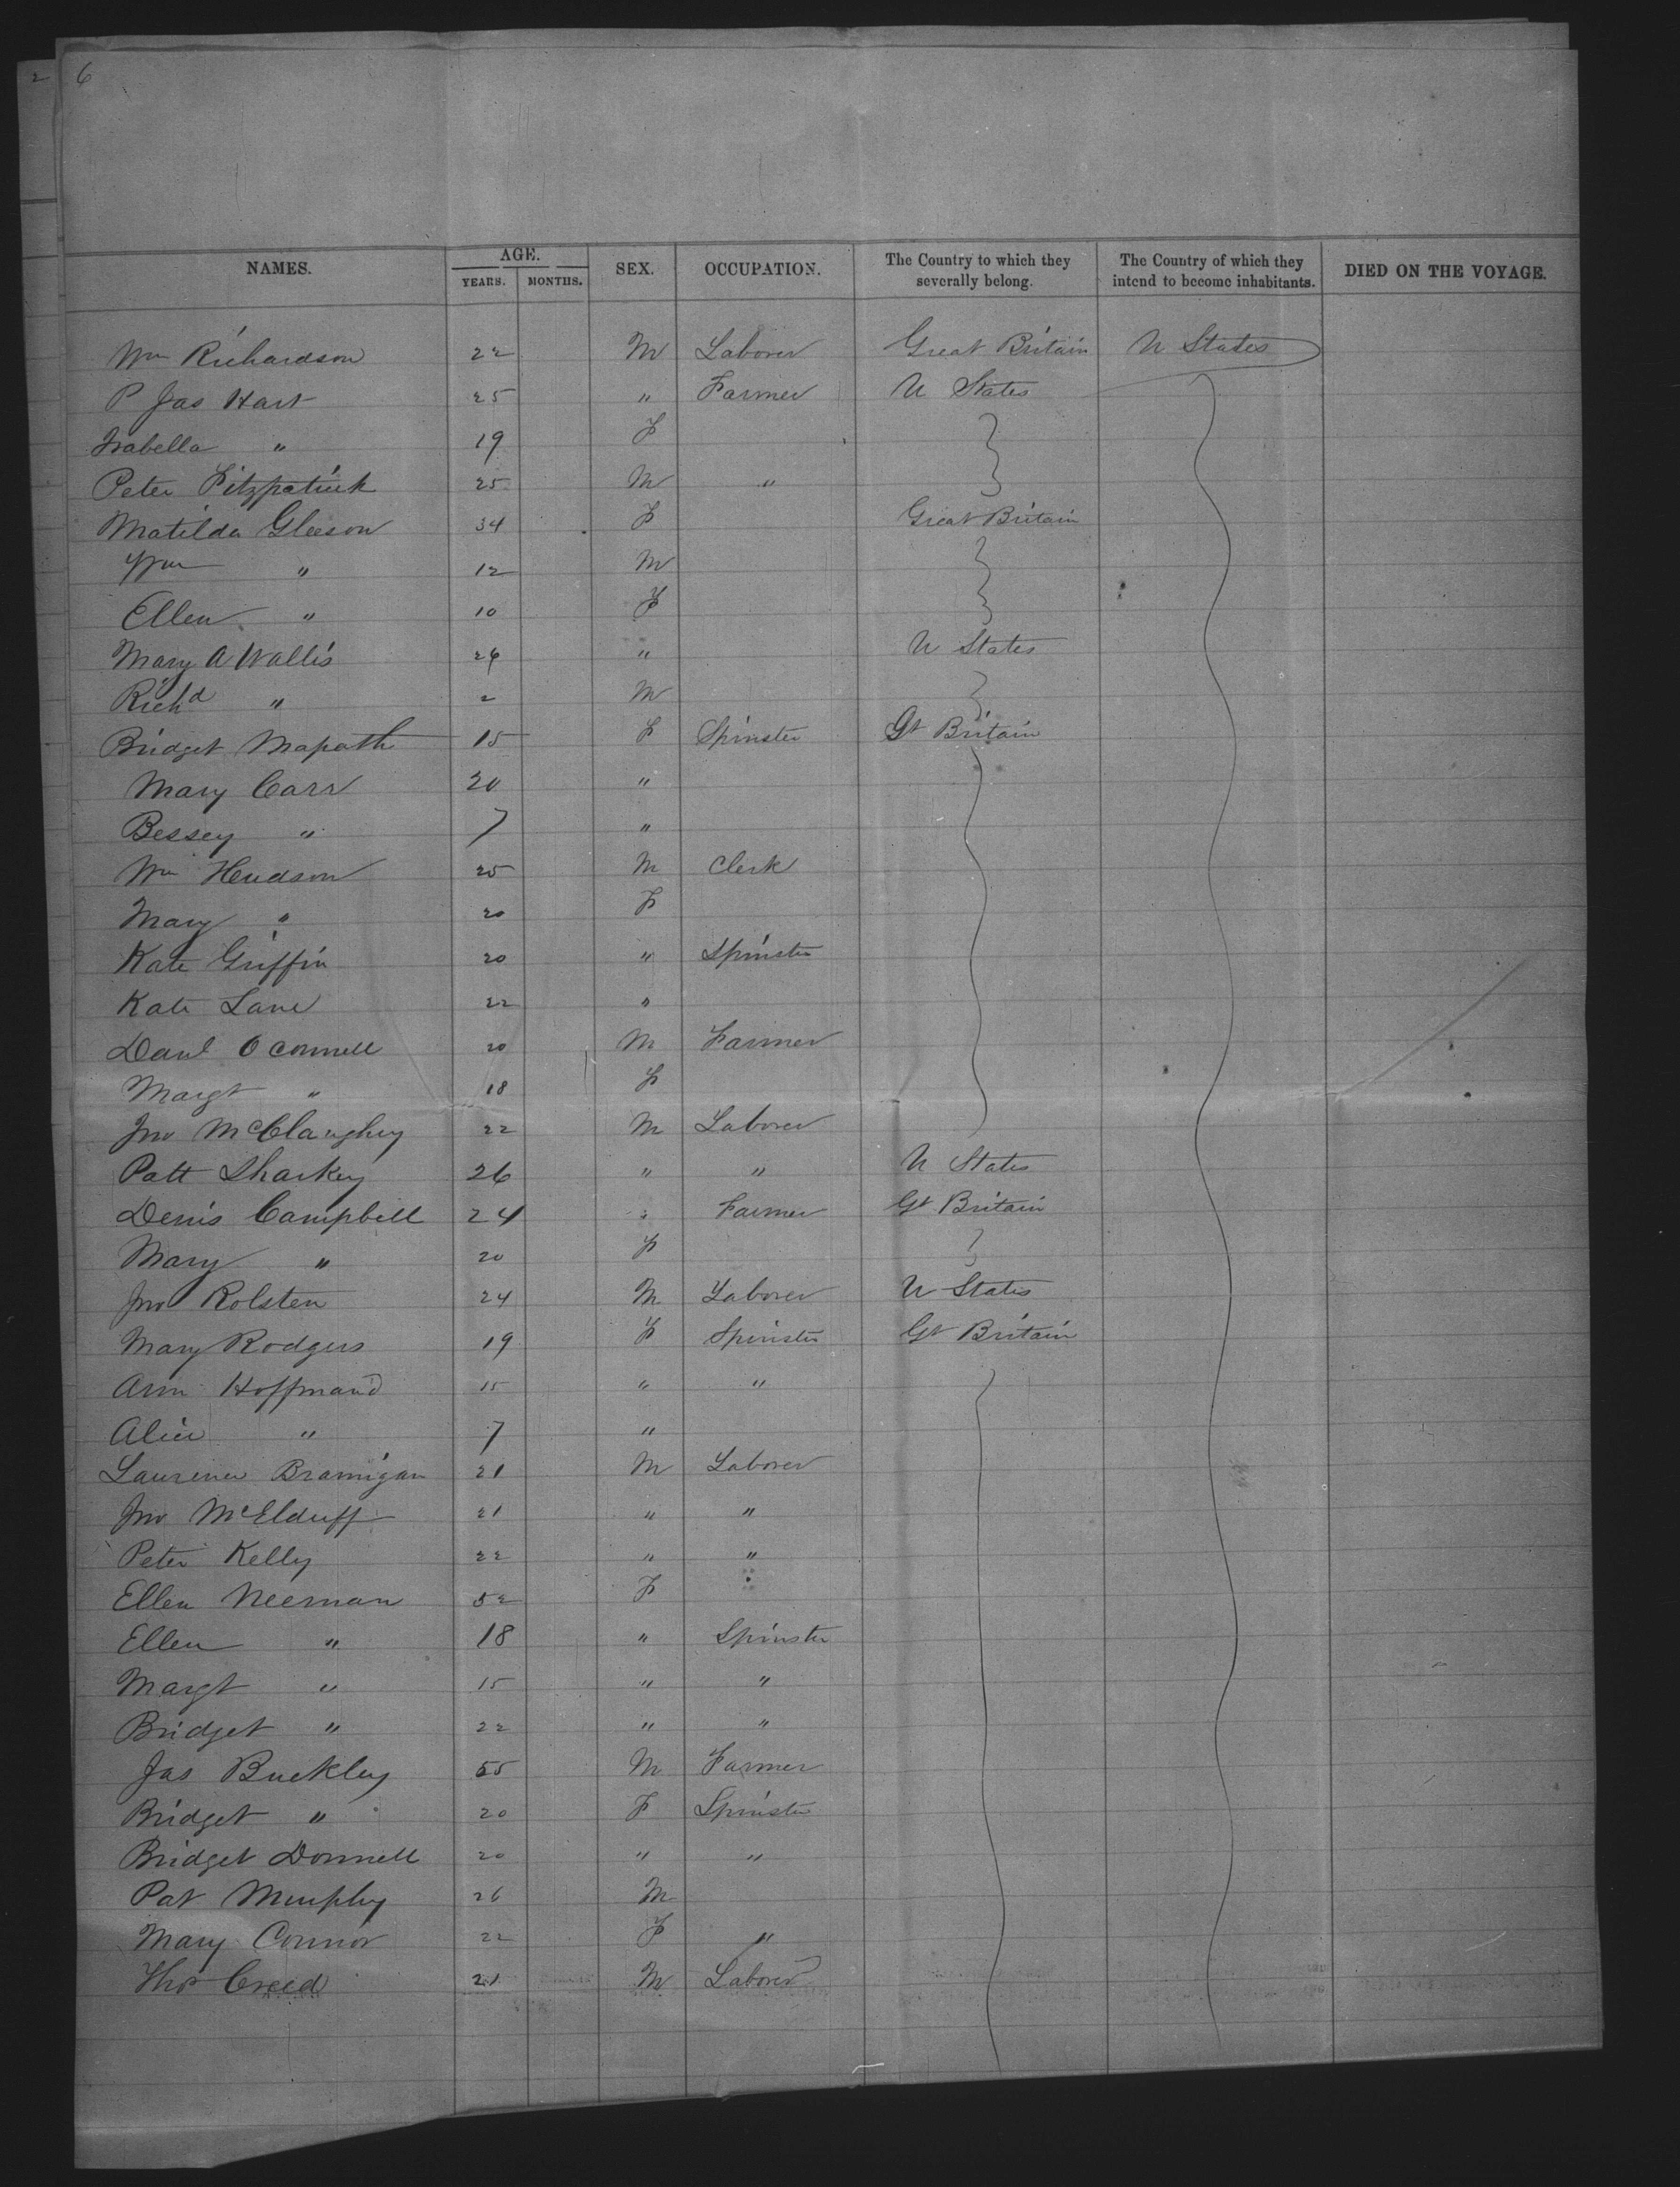 2 6
NAMES. AGE. SEX. OCCUPATION. The Country to which they severally belong. The Country of which they intend to become inhabitants. DIED ON THE VOYAGE.
YEARS. MONTHS.
Wm Richardson 22 M Laborer Great Britain U States
P Jas Hart 25 " Farmer U States
Isabella " 19 F
Peter Fitzpatrick 25 M "
Matilda Gleeson 34 F Great Britain
Wm " 12 M
Ellen " 10 F
Mary A Wallis 26 " U States
Richd " 2 M
Bridget Mapath 15 F Spinster Gt Britain
Mary Carr 20 "
Bessey " 7 "
Wm Hudson 25 M Clerk
Mary " 20 F
Kate Griffin 20 " Spinster
Kate Lane 22 "
Danl O Connell 20 M Farmer
Margt " 18 F
Jno McClaughey 22 M Laborer
Patt Sharkey 26 " " U States
Denis Campbell 24 " Farmer Gt Britain
Mary " 20 F
Jno Rolsten 24 M Laborer U States
Mary Rodgers 19 F Spinster Gt Britain
Ann Hoffmand 15 " "
Alice " 7 "
Laurence Brannigan 21 M Laborer
Jno McElduff 21 " "
Peter Kelly 22 " "
Ellen Neernan 52 F "
Ellen " 18 " Spinster
Margt " 15 " "
Bridget " 22 " "
Jas Buckley 55 M Farmer
Bridget " 20 F Spinster
Bridget Donnell 20 " "
Pat Murphy 26 M
Mary Connor 22 F "
Thos Creed 21 M Laborer